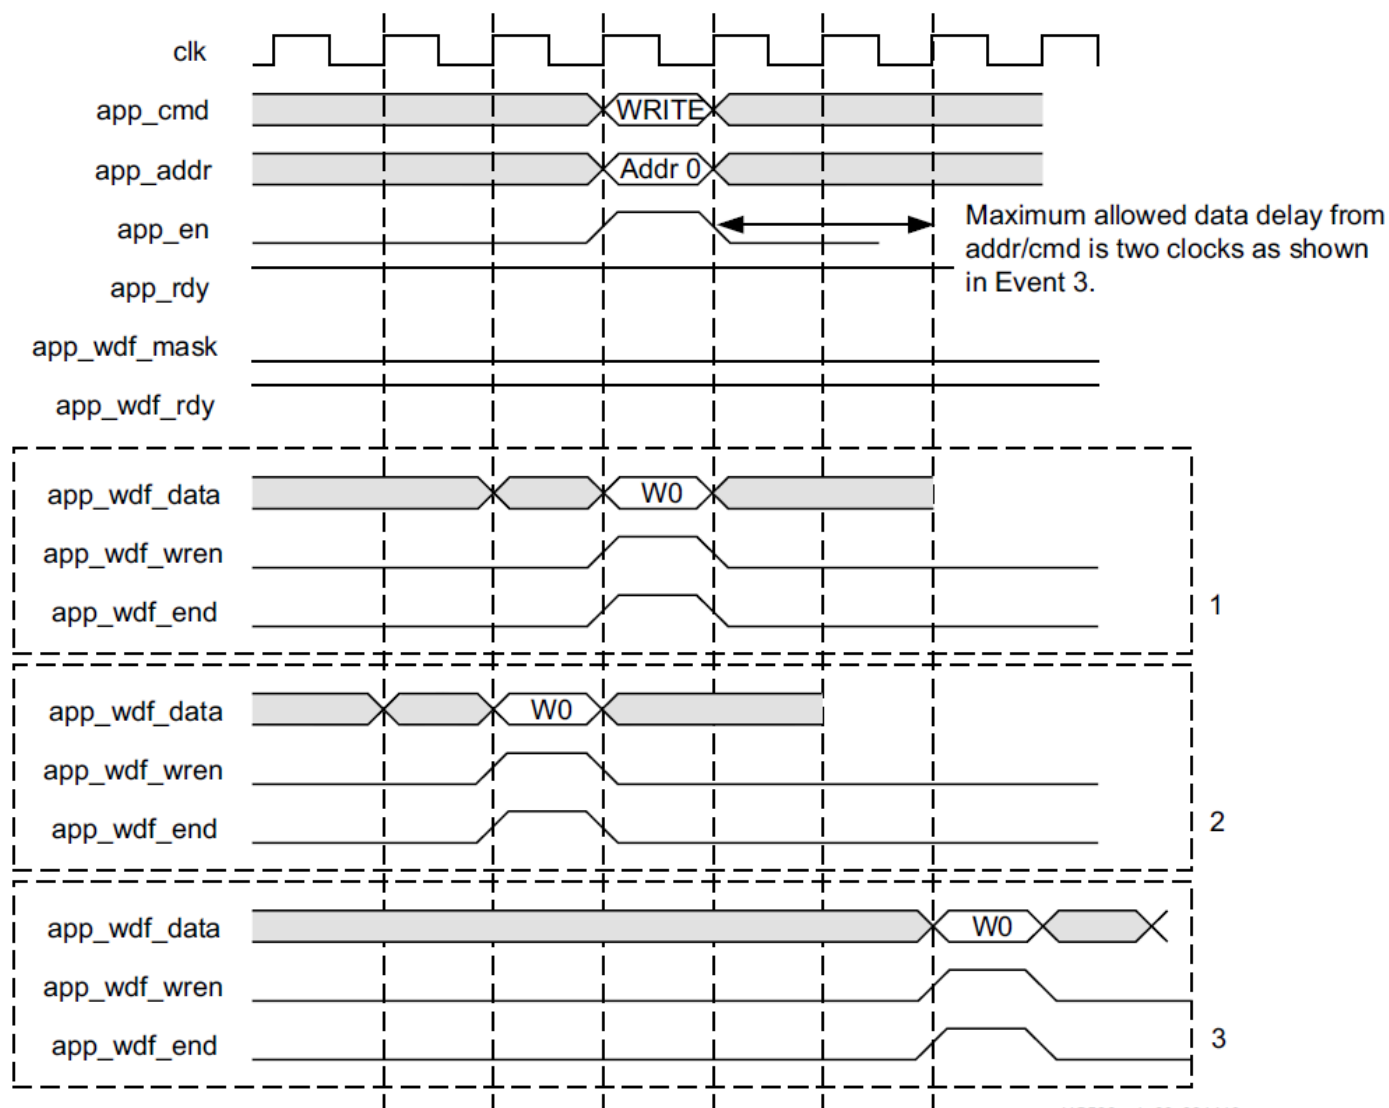 clk
app_cmd WRITE
app_addr Addr 0
app_en
Maximum allowed data delay from
addr/cmd is two clocks as shown
in Event 3.
app_rdy
app_wdf_mask
app_wdf_rdy
app_wdf_data W0
app_wdf_wren
app_wdf_end
1
app_wdf_data W0
app_wdf_wren
app_wdf_end
2
app_wdf_data W0
app_wdf_wren
app_wdf_end
3